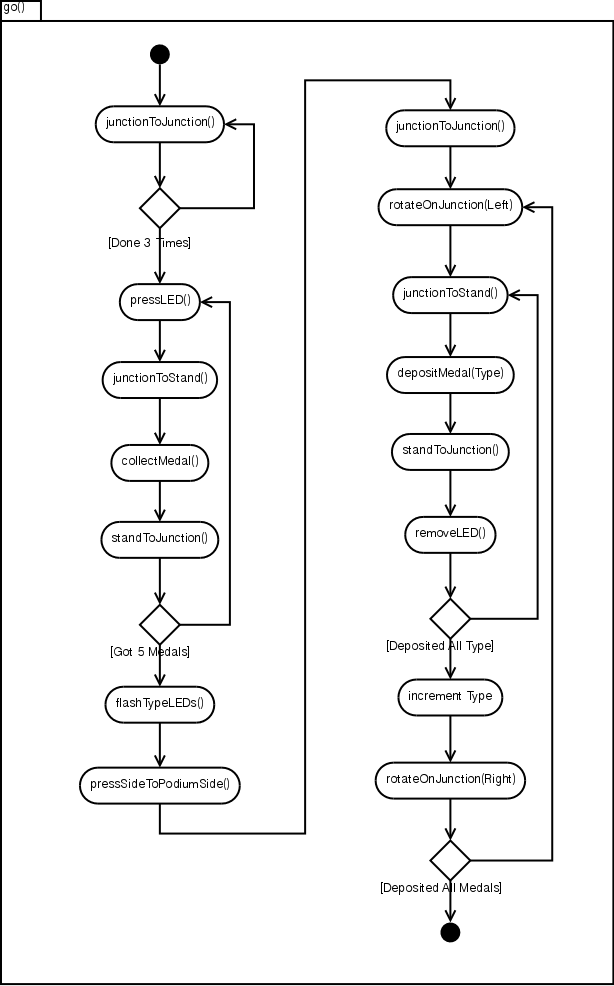 go()
junctionToJunction()
[Done 3 Times]
pressLED()
junctionToStand()
collectMedal()
standToJunction()
[Got 5 Medals]
flashTypeLEDs()
pressSideToPodiumSide()
junctionToJunction()
rotateOnJunction(Left)
junctionToStand()
depositMedal(Type)
standToJunction()
removeLED()
[Deposited All Type]
increment Type
rotateOnJunction(Right)
[Deposited All Medals]